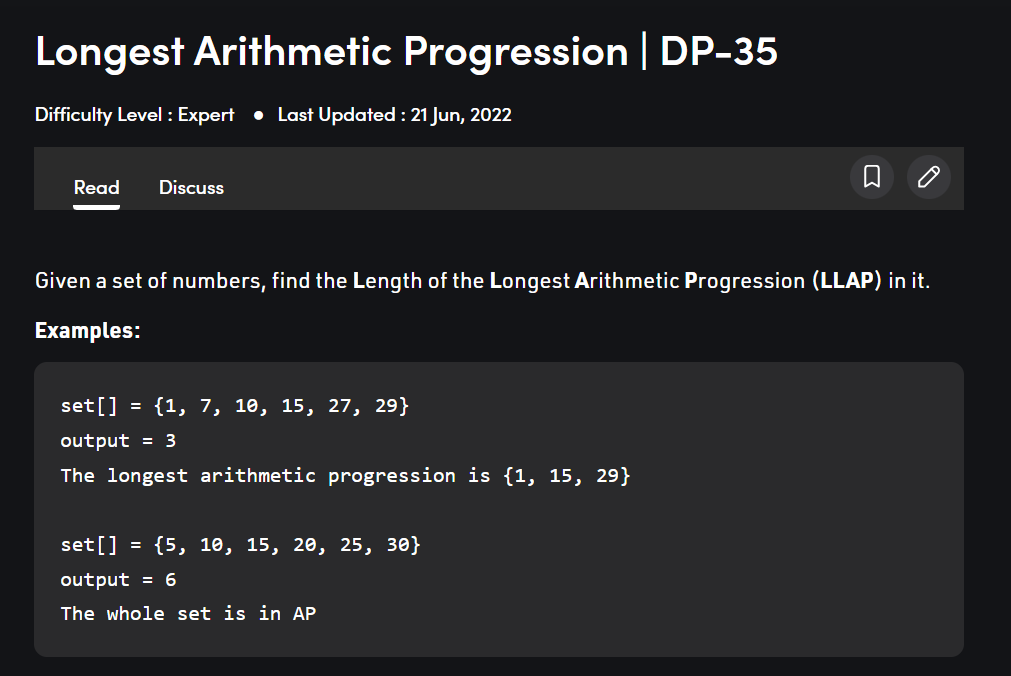 Longest Arithmetic Progression | DP-35
Difficulty Level : Expert ● Last Updated : 21 Jun, 2022
Read Discuss
Given a set of numbers, find the Length of the Longest Arithmetic Progression (LLAP) in it.
Examples:
set[] = {1, 7, 10, 15, 27, 29}
output = 3
The longest arithmetic progression is {1, 15, 29}
set[] = {5, 10, 15, 20, 25, 30}
output = 6
The whole set is in AP